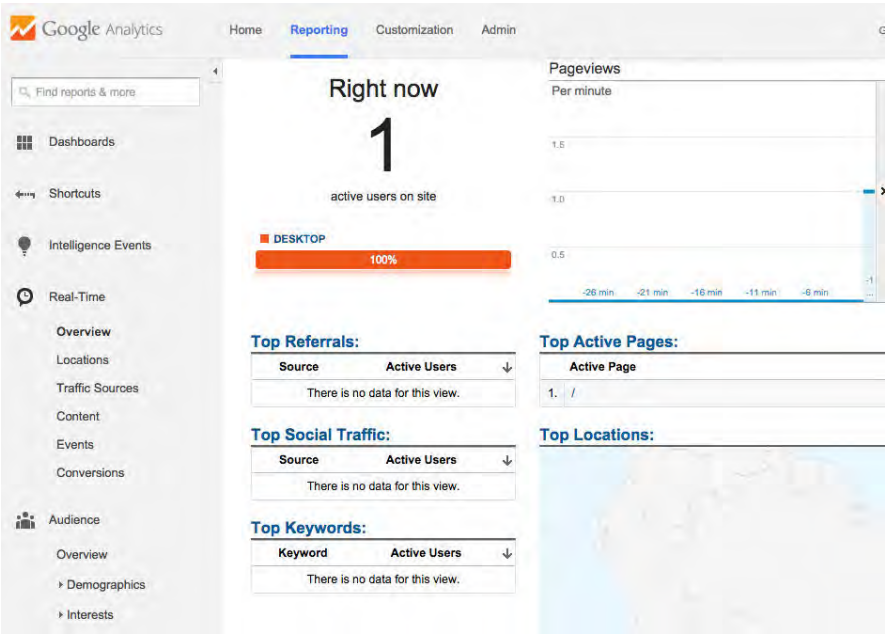 Google Analytics
Home Reporting Customization Admin
G
Find reports & more
Dashboards
Shortcuts
Intelligence Events
Real-Time
Overview
Locations
Traffic Sources
Content
Events
Conversions
Audience
Overview
Demographics
Interests
Right now
1
active users on site
DESKTOP
100%
Pageviews
Per minute
1.5
1.0
0.5
-26 min -21 min -16 min -11 min -6 min
-1
...
Top Referrals:
Source Active Users
There is no data for this view.
Top Social Traffic:
Source Active Users
There is no data for this view.
Top Keywords:
Keyword Active Users
There is no data for this view.
Top Active Pages:
Active Page
1. /
Top Locations: